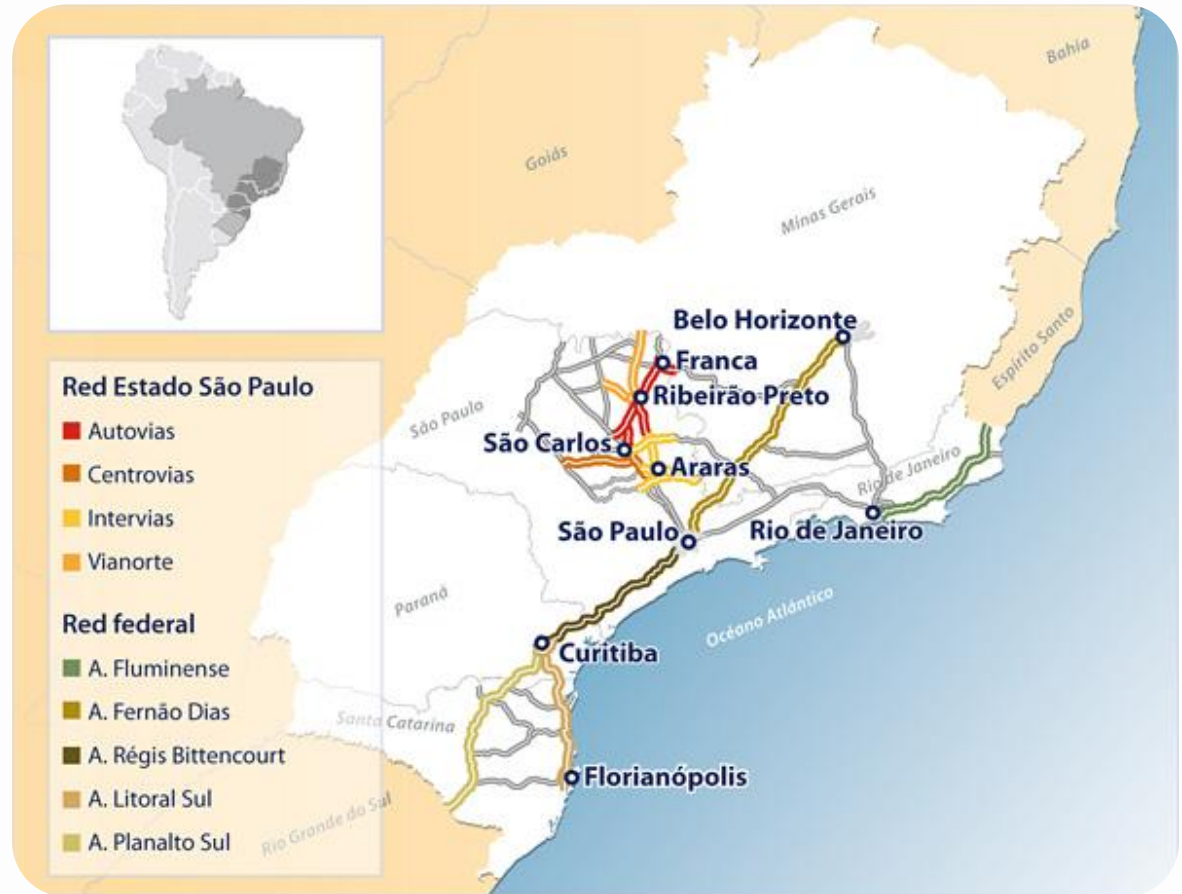 Bahia
Goiás
Minas Gerais
Espírito Santo
Belo Horizonte
Franca
Ribeirão Preto
São Paulo
São Carlos
Araras
Rio de Janeiro
São Paulo
Rio de Janeiro
Océano Atlántico
Paraná
Curitiba
Santa Catarina
Florianópolis
Rio Grande do Sul
Red Estado São Paulo
Autovias
Centrovias
Intervias
Vianorte
Red federal
A. Fluminense
A. Fernão Dias
A. Régis Bittencourt
A. Litoral Sul
A. Planalto Sul